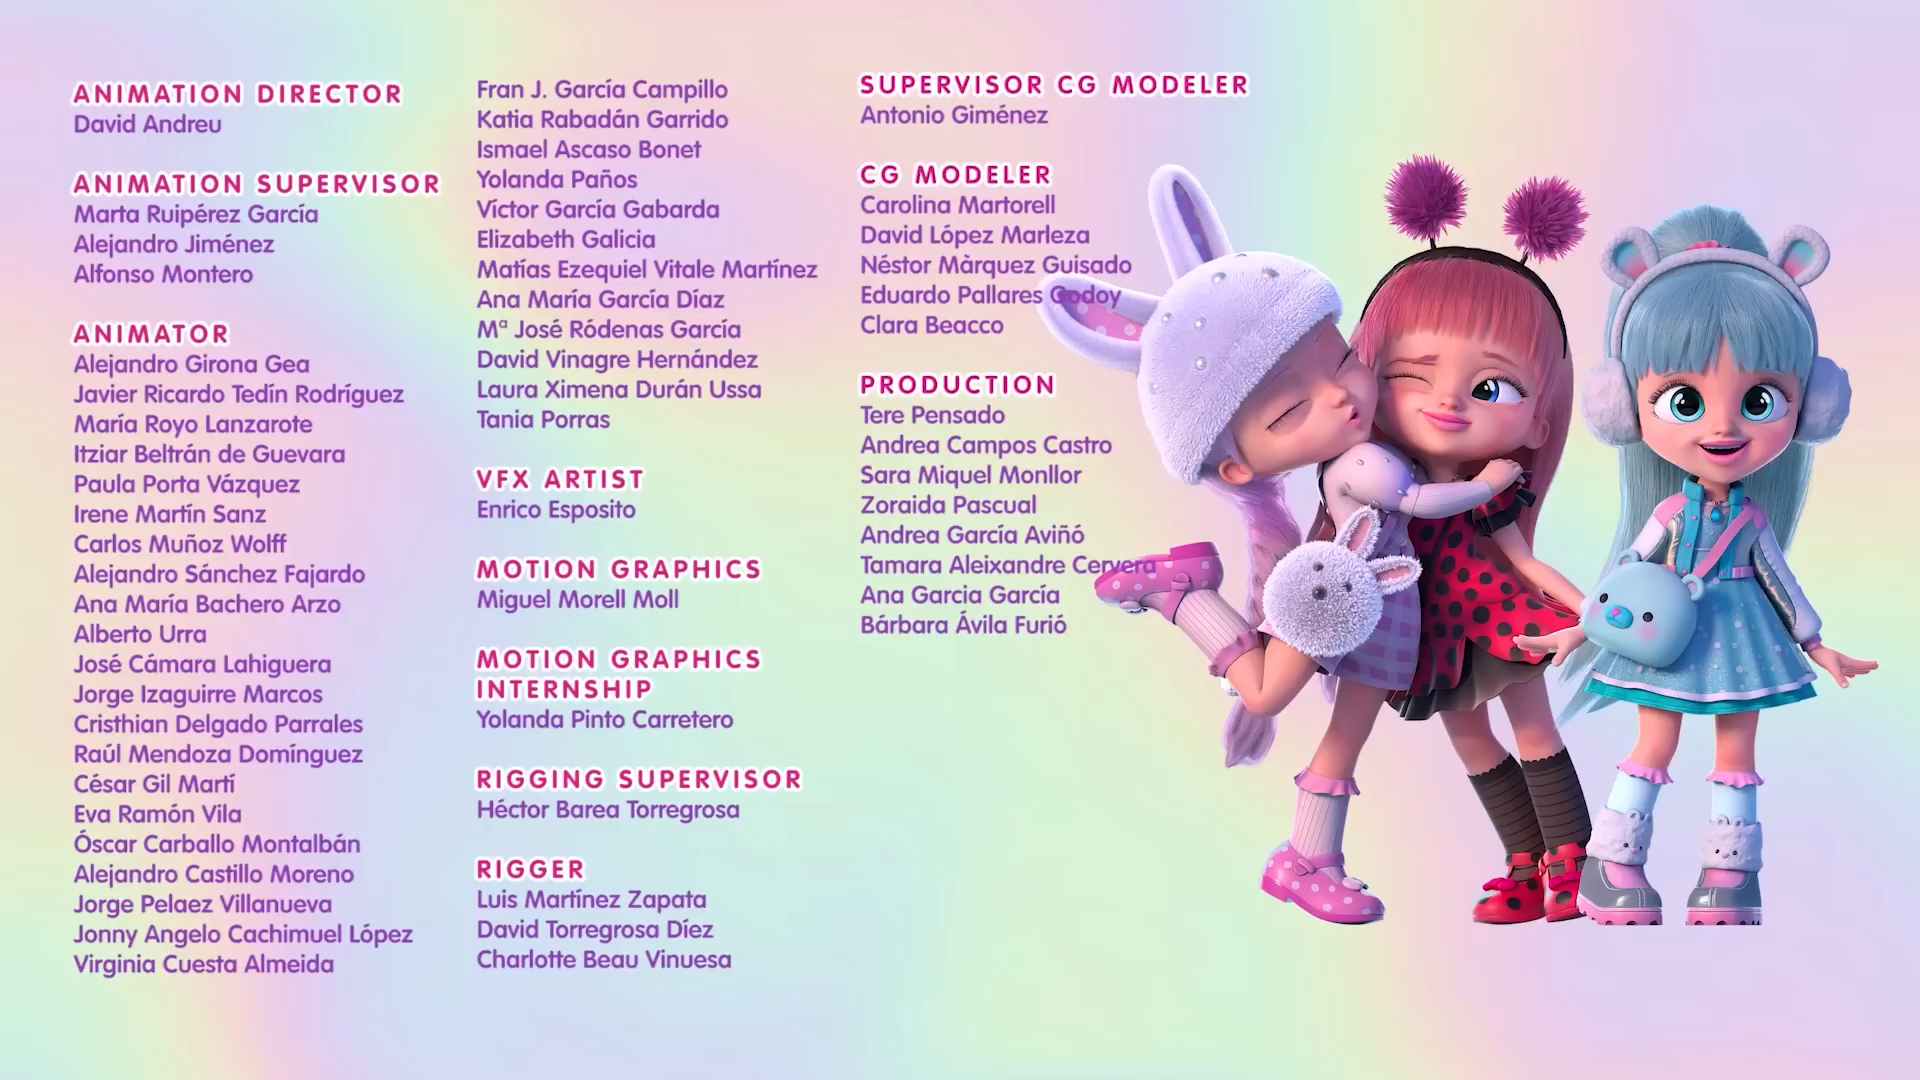 ANIMATION DIRECTOR
David Andreu
ANIMATION SUPERVISOR
Marta Ruipérez García
Alejandro Jiménez
Alfonso Montero
ANIMATOR
Alejandro Girona Gea
Javier Ricardo Tedín Rodríguez
María Royo Lanzarote
Itziar Beltrán de Guevara
Paula Porta Vázquez
Irene Martín Sanz
Carlos Muñoz Wolff
Alejandro Sánchez Fajardo
Ana María Bachero Arzo
Alberto Urra
José Cámara Lahiguera
Jorge Izaguirre Marcos
Cristhian Delgado Parrales
Raúl Mendoza Domínguez
César Gil Martí
Eva Ramón Vila
Óscar Carballo Montalbán
Alejandro Castillo Moreno
Jorge Pelaez Villanueva
Jonny Angelo Cachimuel López
Virginia Cuesta Almeida
Fran J. García Campillo
Katia Rabadán Garrido
Ismael Ascaso Bonet
Yolanda Paños
Víctor García Gabarda
Elizabeth Galicia
Matías Ezequiel Vitale Martínez
Ana María García Díaz
Mª José Ródenas García
David Vinagre Hernández
Laura Ximena Durán Ussa
Tania Porras
VFX ARTIST
Enrico Esposito
MOTION GRAPHICS
Miguel Morell Moll
MOTION GRAPHICS
INTERNSHIP
Yolanda Pinto Carretero
RIGGING SUPERVISOR
Héctor Barea Torregrosa
RIGGER
Luis Martínez Zapata
David Torregrosa Díez
Charlotte Beau Vinuesa
SUPERVISOR CG MODELER
Antonio Giménez
CG MODELER
Carolina Martorell
David López Marleza
Néstor Màrquez Guisado
Eduardo Pallares Godoy
Clara Beacco
PRODUCTION
Tere Pensado
Andrea Campos Castro
Sara Miquel Monllor
Zoraida Pascual
Andrea García Aviñó
Tamara Aleixandre Cervera
Ana Garcia García
Bárbara Ávila Furió